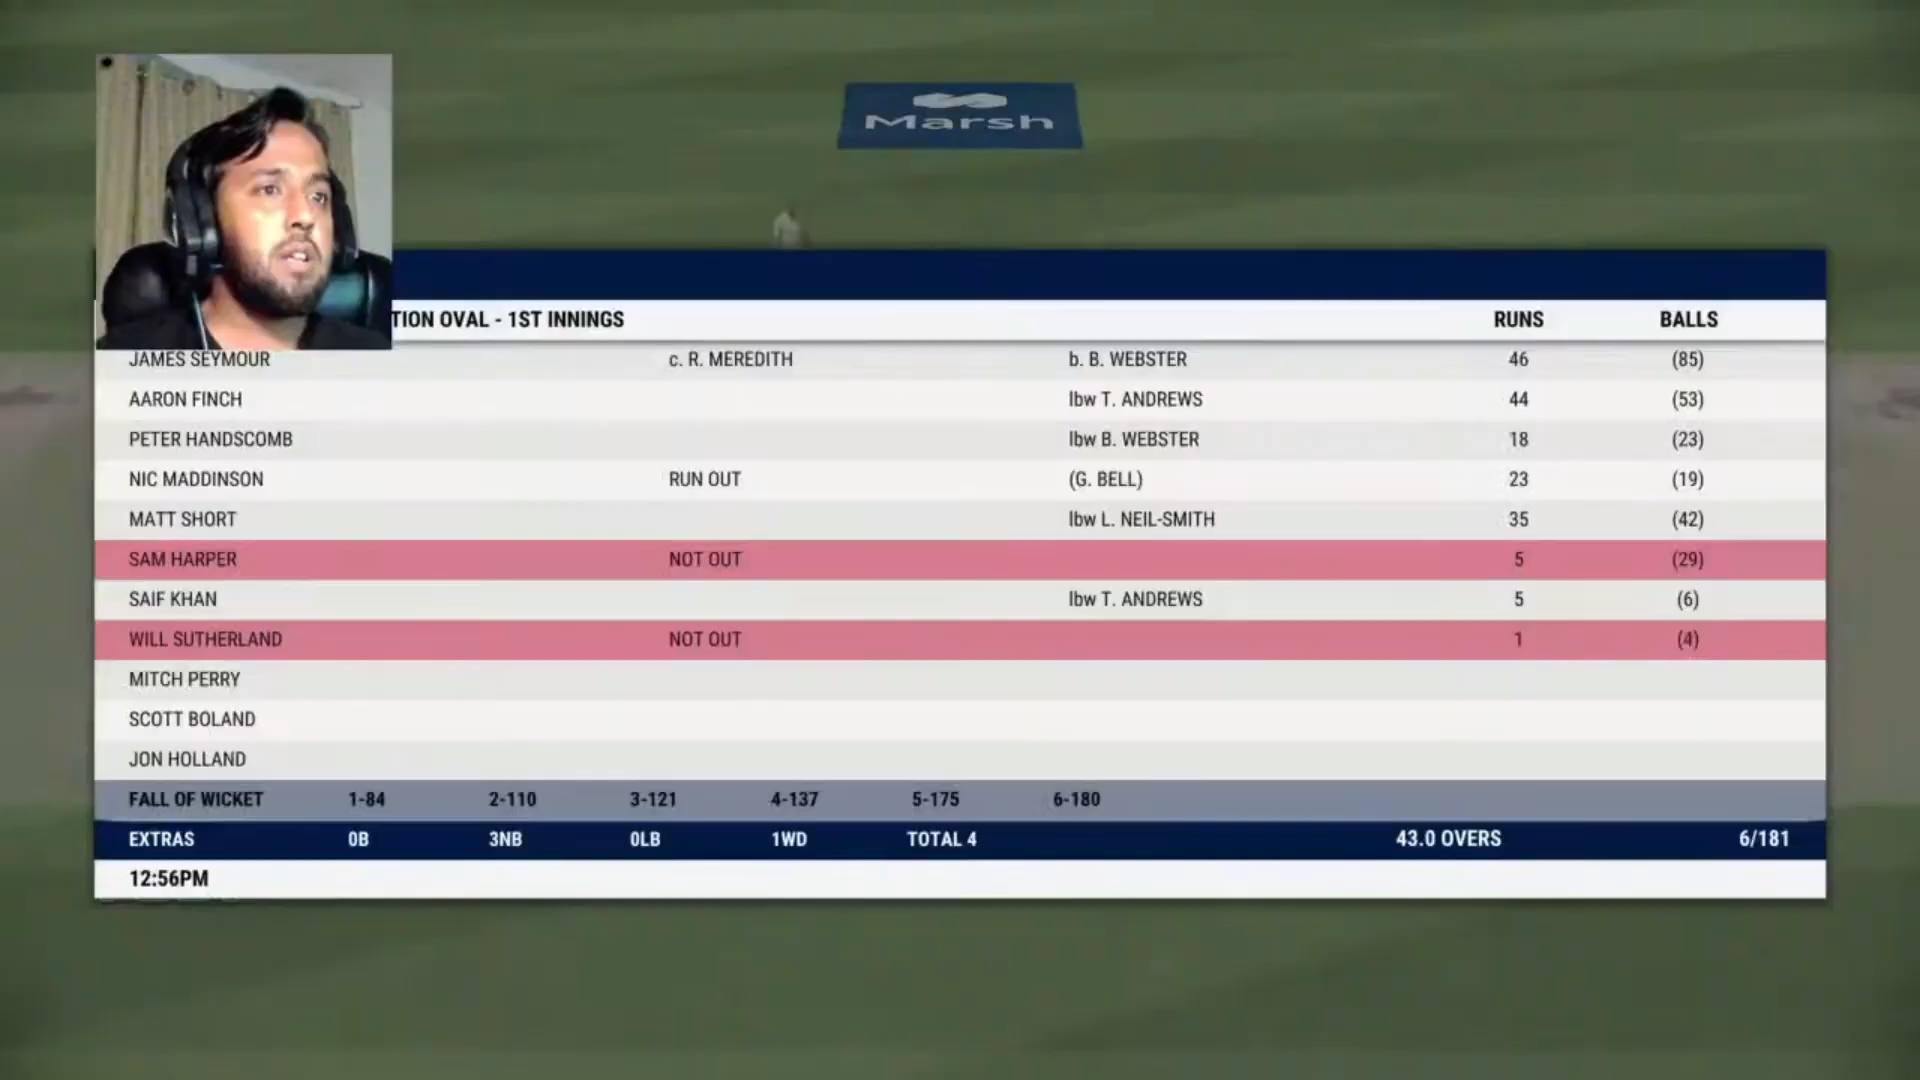 Marsh
TION OVAL - 1ST INNINGS RUNS BALLS
JAMES SEYMOUR c. R. MEREDITH b. B. WEBSTER 46 (85)
AARON FINCH lbw T. ANDREWS 44 (53)
PETER HANDSCOMB lbw B. WEBSTER 18 (23)
NIC MADDINSON RUN OUT (G. BELL) 23 (19)
MATT SHORT lbw L. NEIL-SMITH 35 (42)
SAM HARPER NOT OUT 5 (29)
SAIF KHAN lbw T. ANDREWS 5 (6)
WILL SUTHERLAND NOT OUT 1 (4)
MITCH PERRY
SCOTT BOLAND
JON HOLLAND
FALL OF WICKET 1-84 2-110 3-121 4-137 5-175 6-180
EXTRAS 0B 3NB 0LB 1WD TOTAL 4 43.0 OVERS 6/181
12:56PM